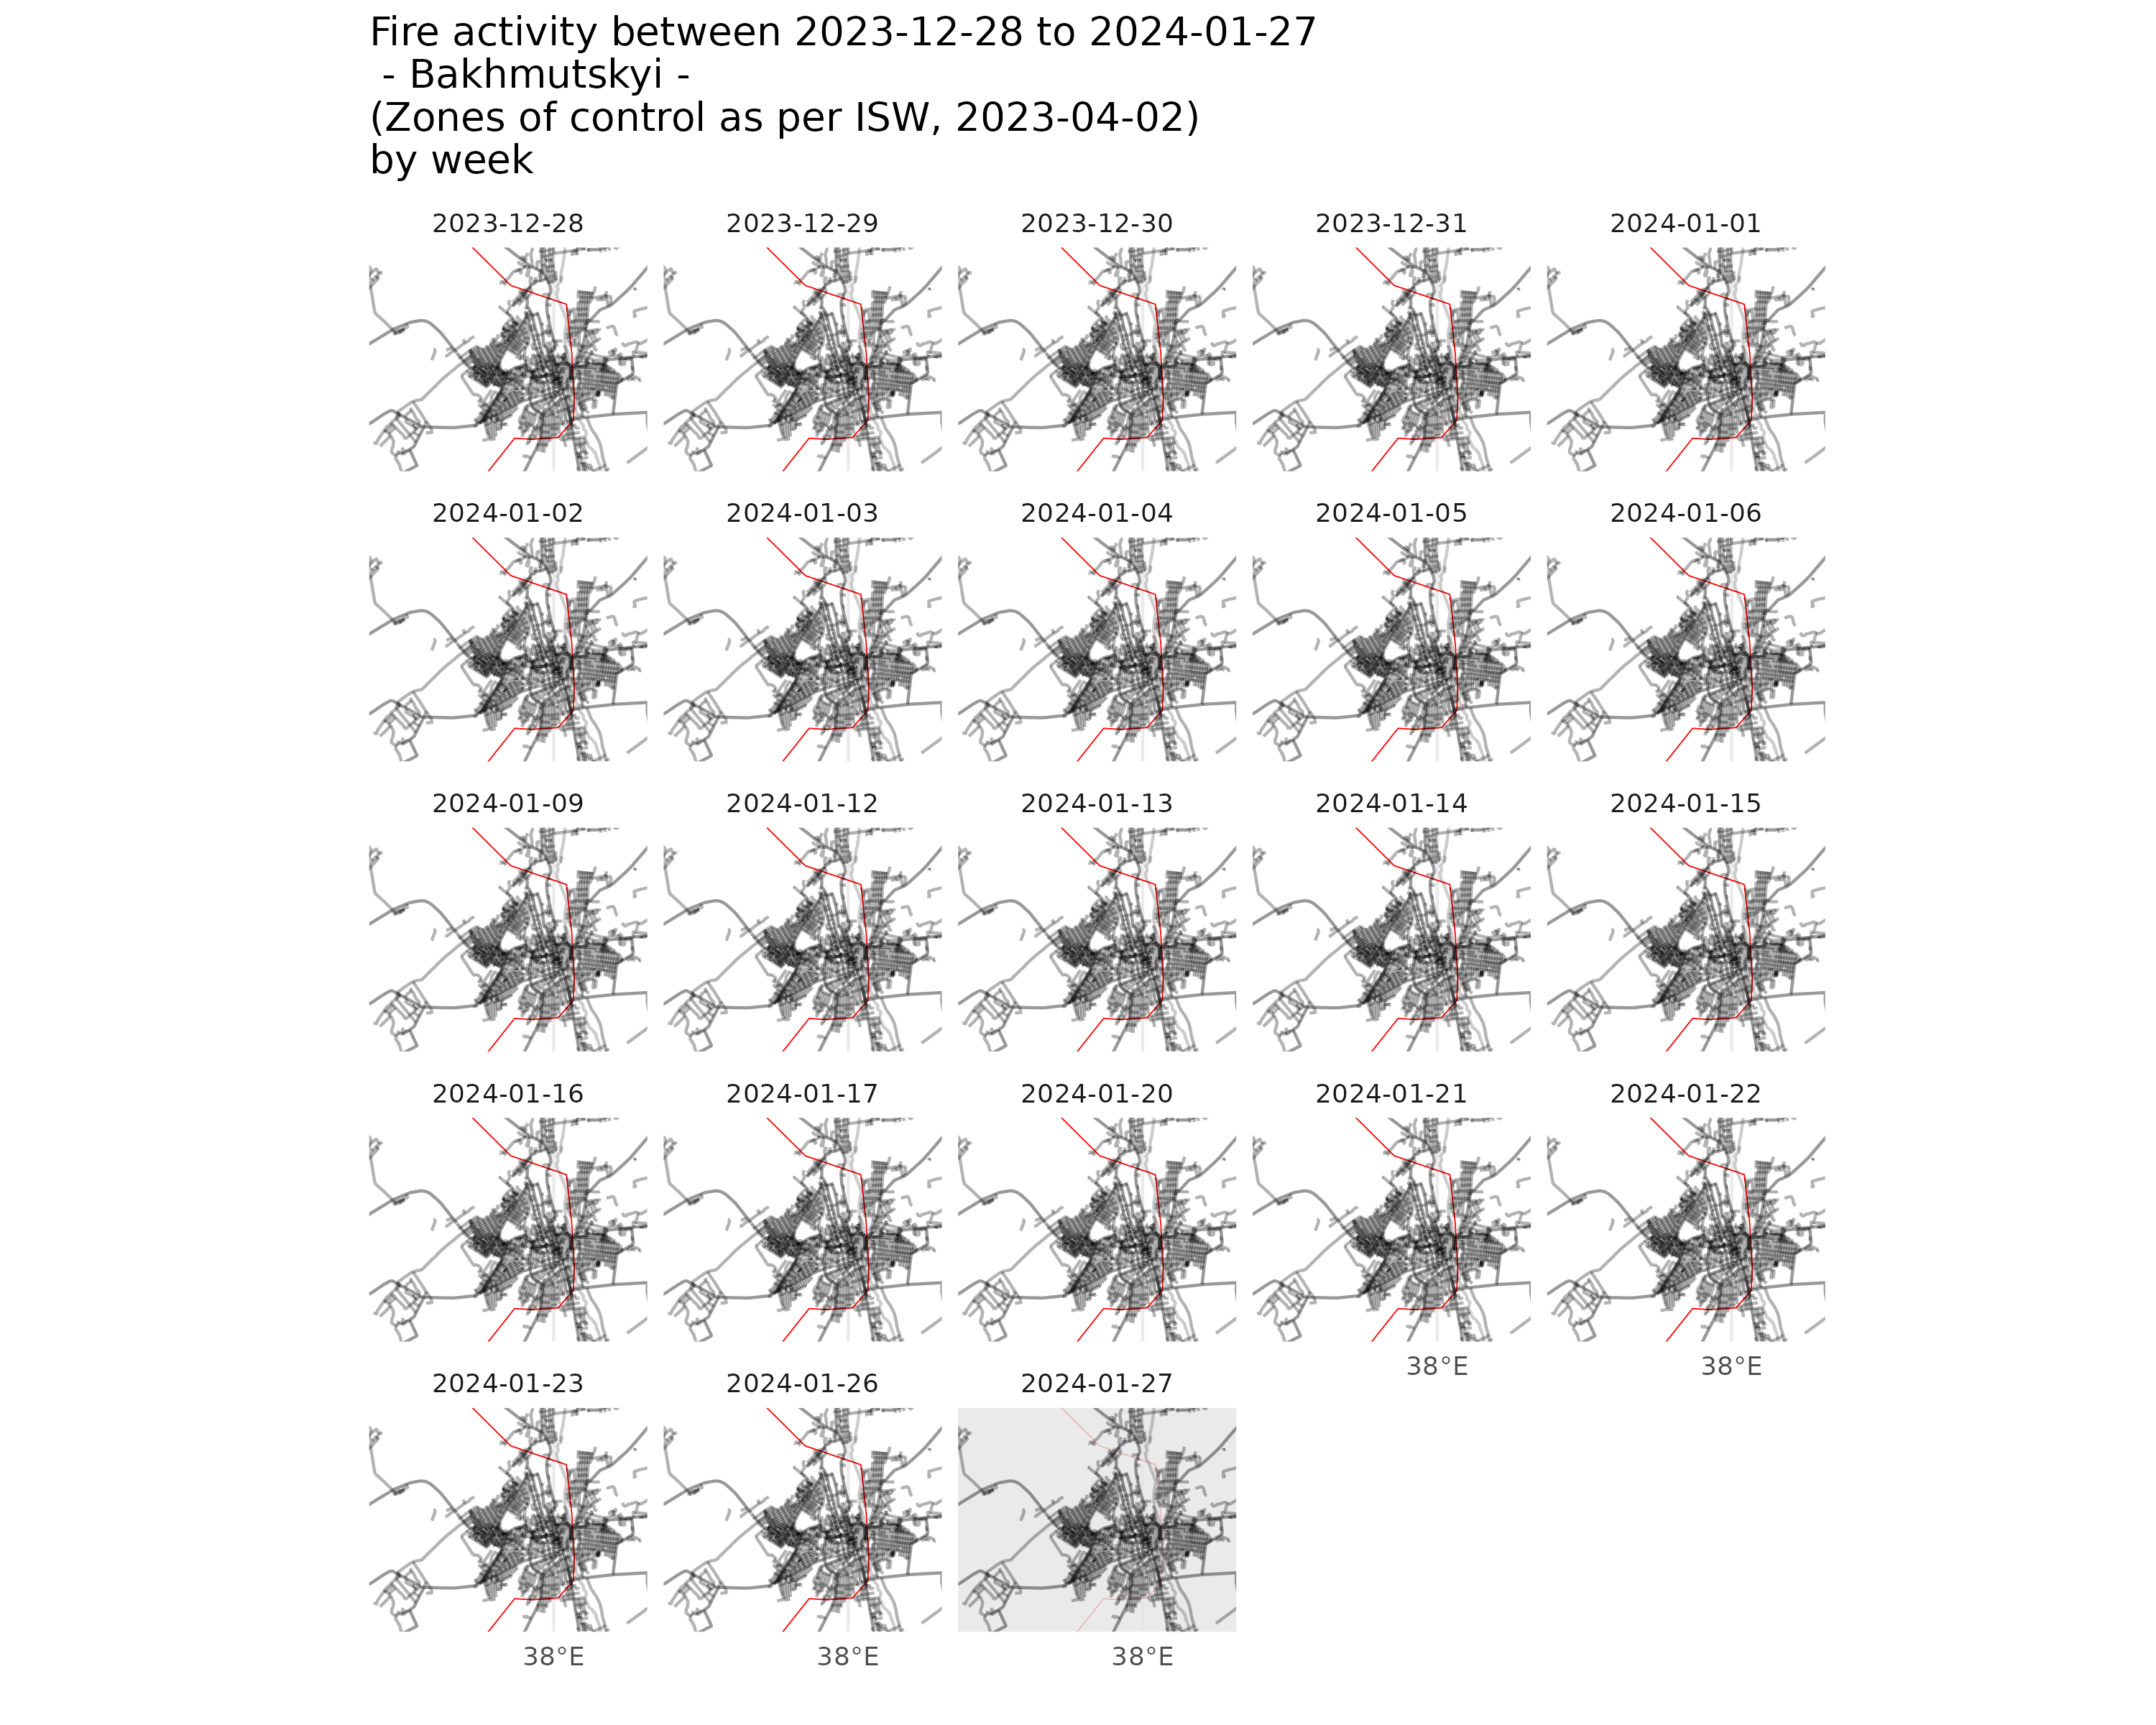 Fire activity between 2023-12-28 to 2024-01-27
- Bakhmutskyi -
(Zones of control as per ISW, 2023-04-02)
by week
2023-12-28
2023-12-29
2023-12-30
2023-12-31
2024-01-01
2024-01-02
2024-01-03
2024-01-04
2024-01-05
2024-01-06
2024-01-09
2024-01-12
2024-01-13
2024-01-14
2024-01-15
2024-01-16
2024-01-17
2024-01-20
2024-01-21
2024-01-22
38°E
38°E
2024-01-23
2024-01-26
2024-01-27
38°E
38°E
38°E